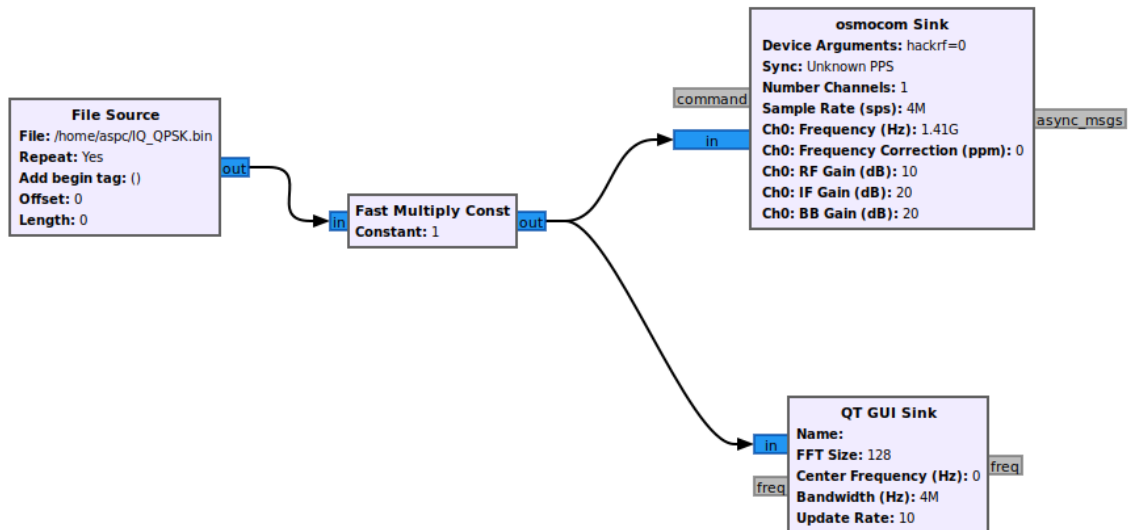 File Source
File: /home/aspc/IQ_QPSK.bin
Repeat: Yes
Add begin tag: ()
Offset: 0
Length: 0
out
in
Fast Multiply Const
Constant: 1
out
osmocom Sink
Device Arguments: hackrf=0
Sync: Unknown PPS
Number Channels: 1
Sample Rate (sps): 4M
Ch0: Frequency (Hz): 1.41G
Ch0: Frequency Correction (ppm): 0
Ch0: RF Gain (dB): 10
Ch0: IF Gain (dB): 20
Ch0: BB Gain (dB): 20
command
in
async_msgs
QT GUI Sink
Name:
FFT Size: 128
Center Frequency (Hz): 0
Bandwidth (Hz): 4M
Update Rate: 10
in
freq
freq